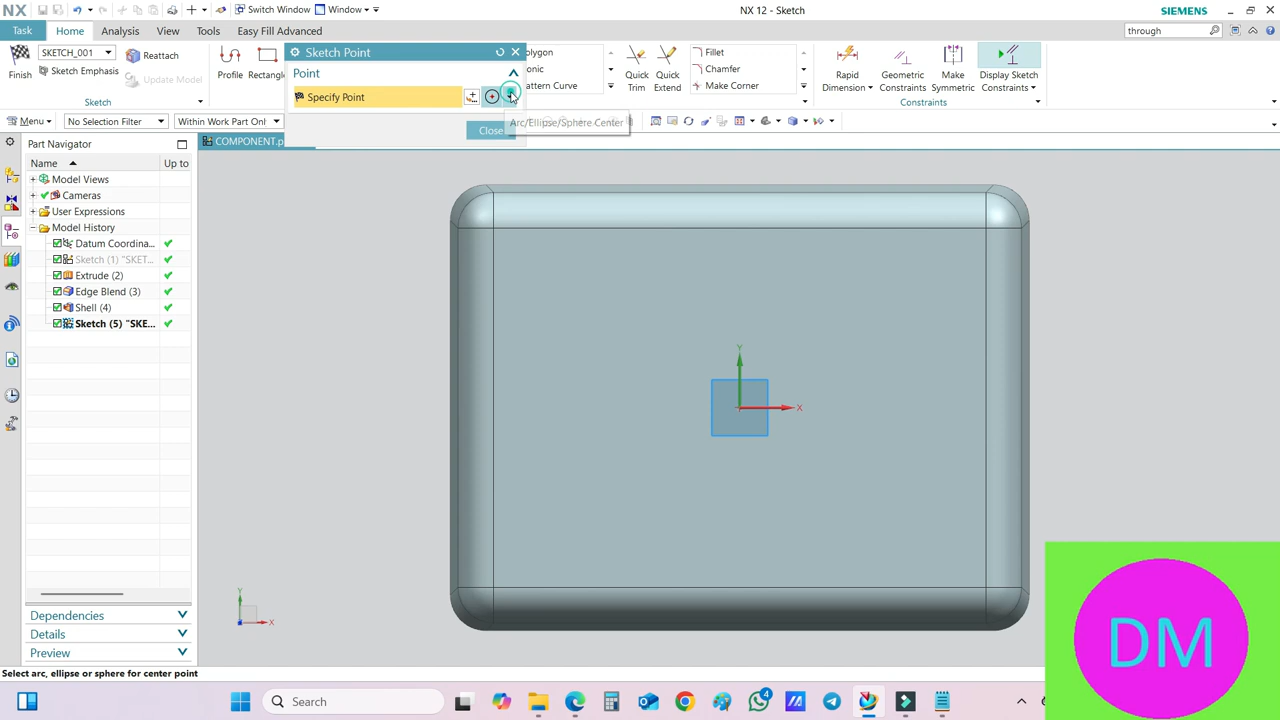 NX
Switch Window
Window
NX 12 - Sketch
SIEMENS
Task
Home
Analysis
View
Tools
Easy Fill Advanced
through
SKETCH_001
Reattach
Sketch Emphasis
Update Model
Finish
Sketch
Profile
Rectangle
Sketch Point
Point
Specify Point
Close
Arc/Ellipse/Sphere Center
olygon
onic
attern Curve
Quick
Trim
Quick
Extend
Fillet
Chamfer
Make Corner
Rapid
Dimension
Geometric
Constraints
Make
Symmetric
Display Sketch
Constraints
Constraints
Menu
No Selection Filter
Within Work Part Only
Part Navigator
COMPONENT.p
Name
Up to
Model Views
Cameras
User Expressions
Model History
Datum Coordina...
Sketch (1) "SKET...
Extrude (2)
Edge Blend (3)
Shell (4)
Sketch (5) "SKE...
Y
X
Y
X
Dependencies
Details
Preview
Select arc, ellipse or sphere for center point
Search
4
DM